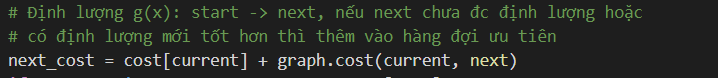 # Định lượng g(x): start -> next, nếu next chưa đc định lượng hoặc
# có định lượng mới tốt hơn thì thêm vào hàng đợi ưu tiên
next_cost = cost[current] + graph.cost(current, next)